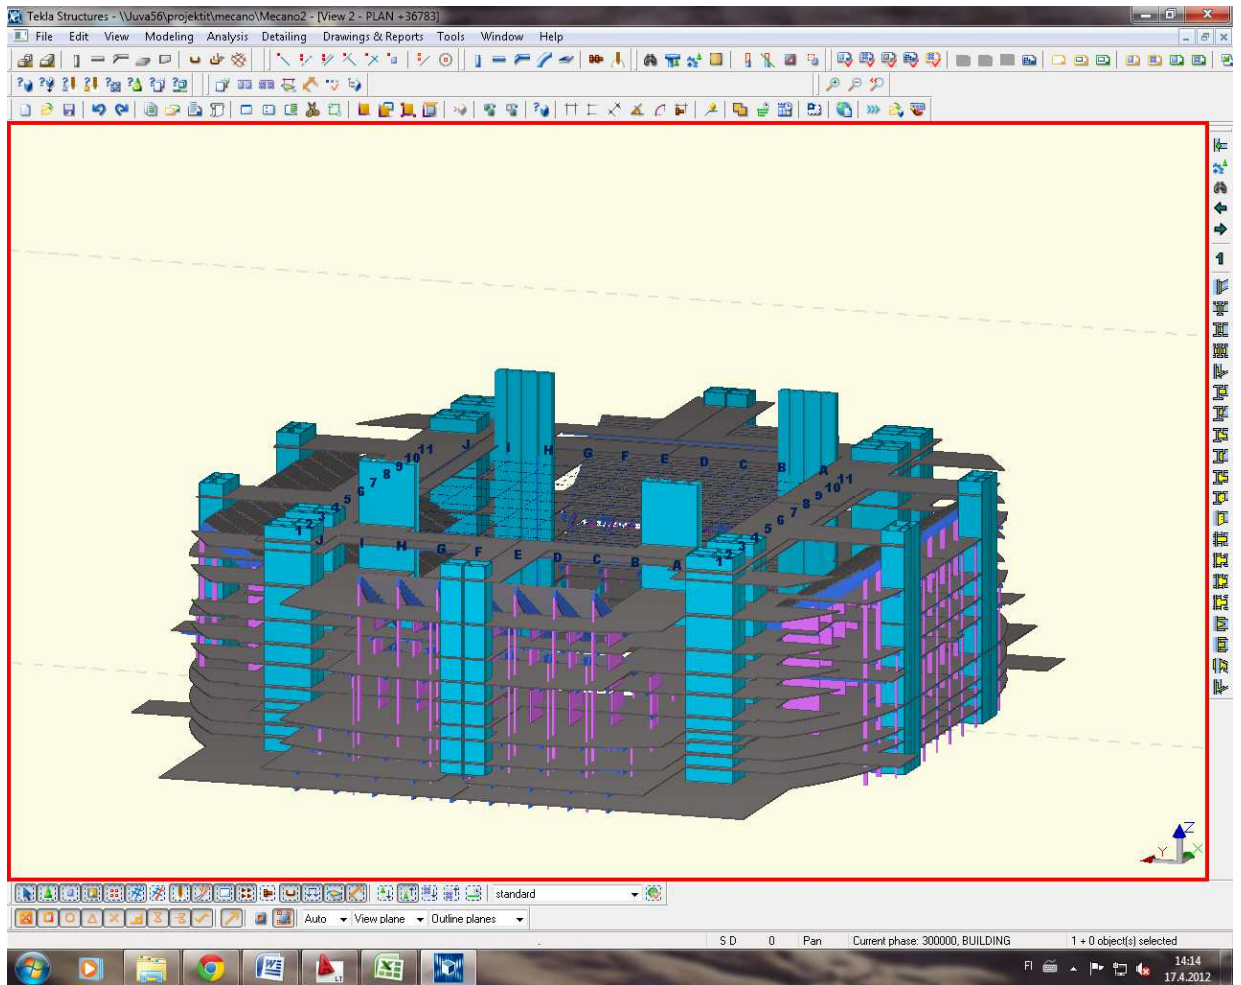 Tekla Structures - \\Juva56\projektit\mecano\Mecano2 - [View 2 - PLAN +36783]
File Edit View Modeling Analysis Detailing Drawings & Reports Tools Window Help
J I H G F E D C B A
11
10
9
8
7
6
5
4
3
2
1
11
10
9
8
7
6
5
4
3
2
1
J I H G F E D C B A
Z
Y X
standard
Auto View plane Outline planes
S D 0 Pan Current phase: 300000, BUILDING 1 + 0 object(s) selected
FI 14:14
17.4.2012